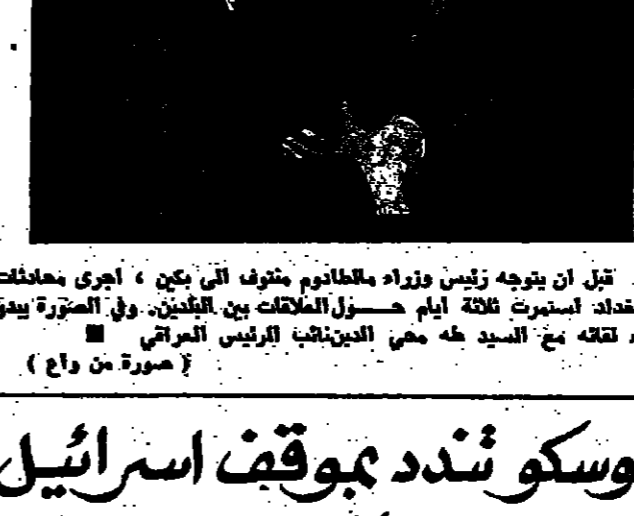 قبل ان يتوجه رئيس وزراء مالطا دوم منتوف الى بكين ، اجرى محادثات
استمرت ثلاثة ايام حول العلاقات بين البلدين. وفي الصورة يبدو
لقائه مع السيد طه محي الدين نائب الرئيس العراقي
( صورة من واع )
وسكو تندد بموقف اسرائيل